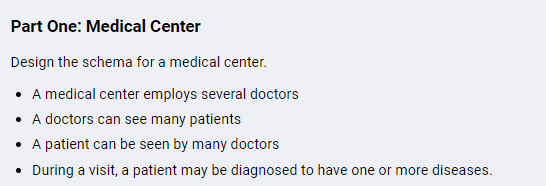 Part One: Medical Center
Design the schema for a medical center.
• A medical center employs several doctors
• A doctors can see many patients
• A patient can be seen by many doctors
• During a visit, a patient may be diagnosed to have one or more diseases.